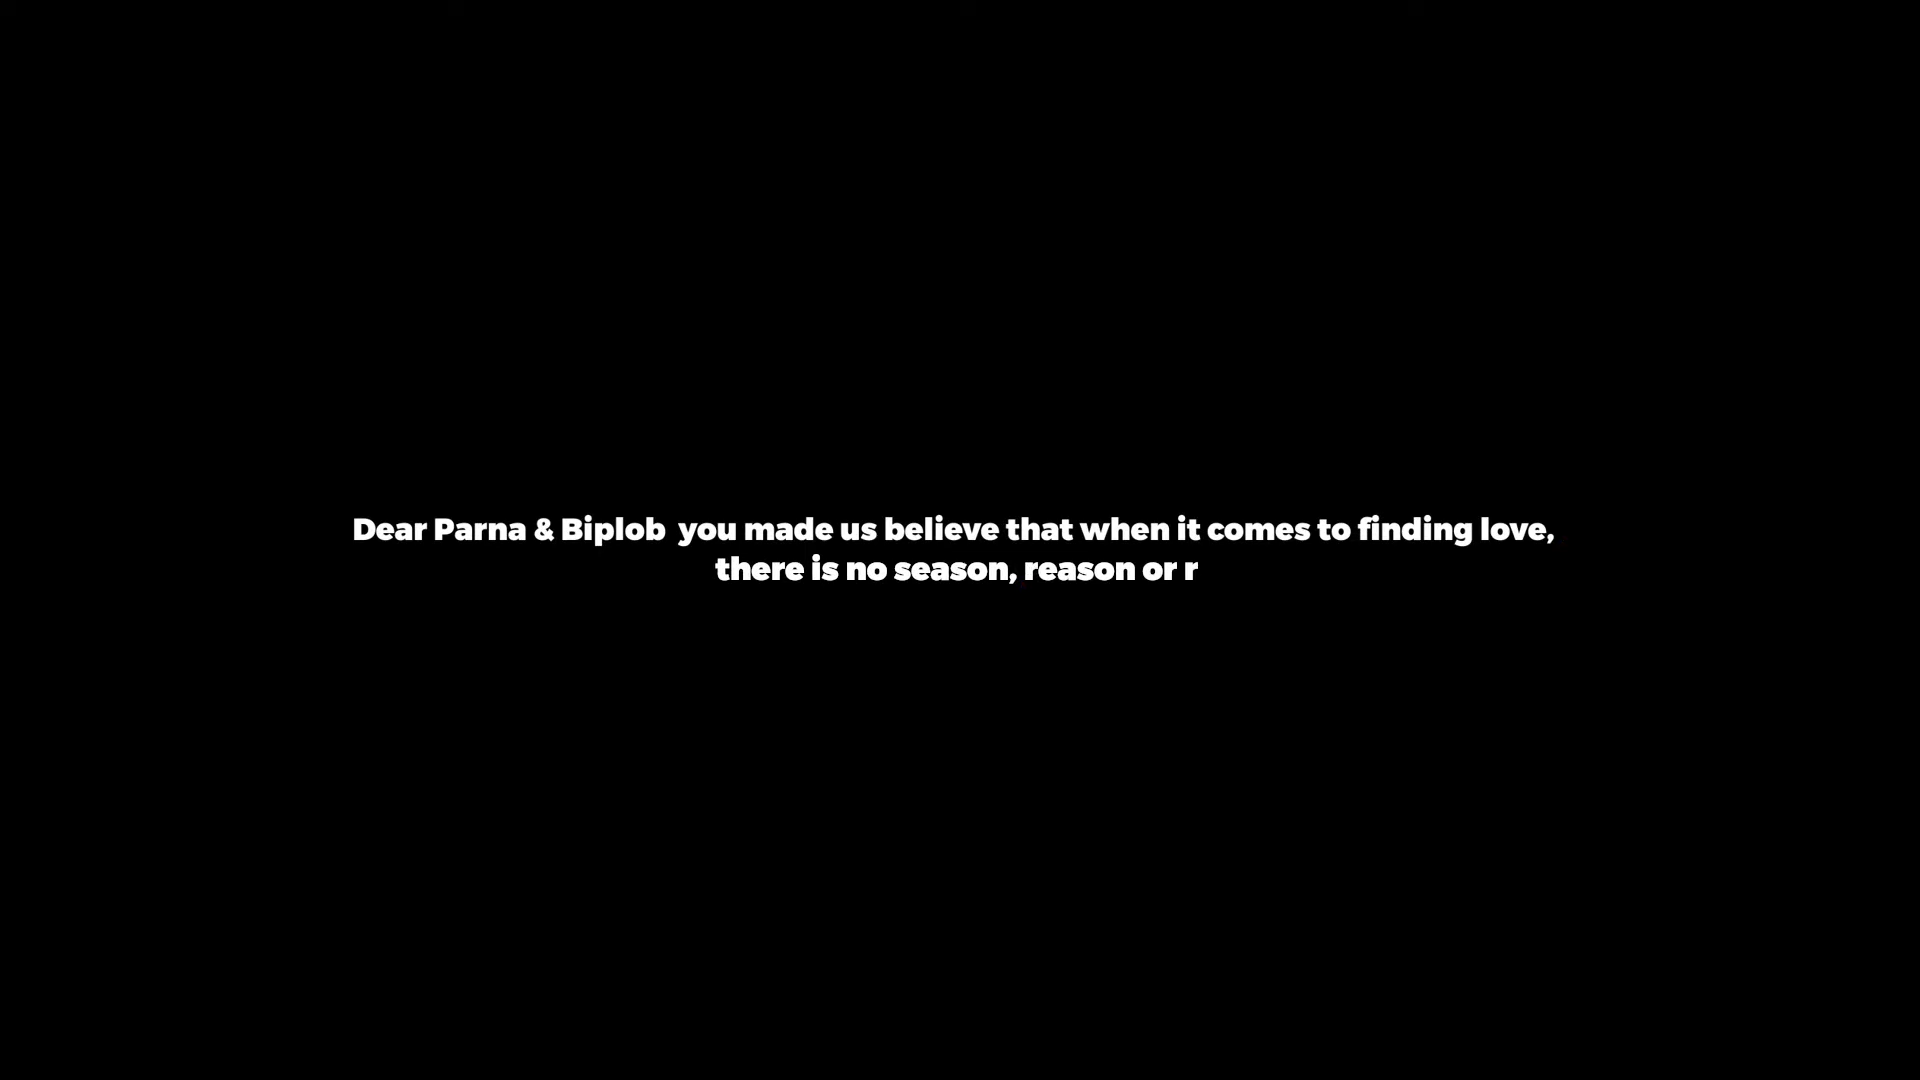 Dear Parna & Biplob  you made us believe that when it comes to finding love,
there is no season, reason or r